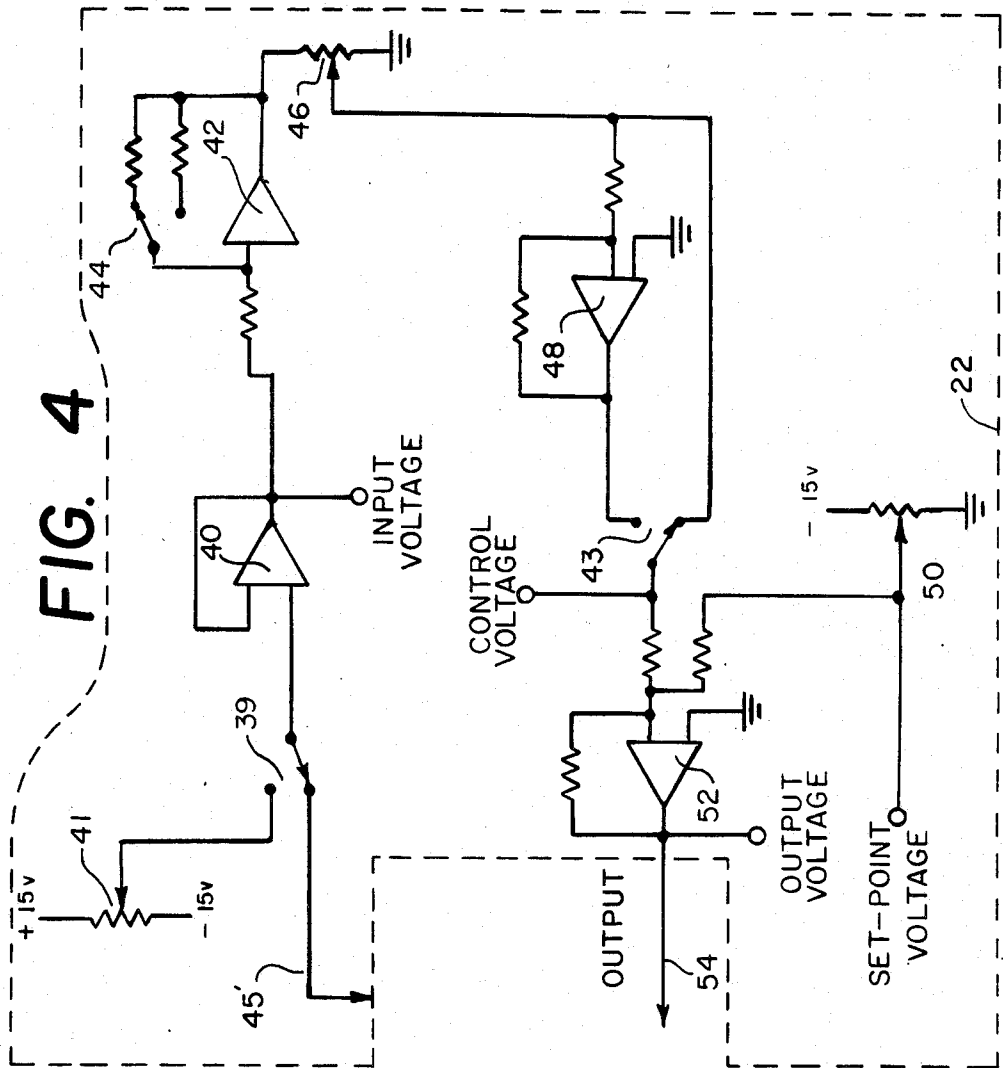 FIG. 4
+ 15v
41
- 15v
39
45'
40
INPUT
VOLTAGE
44
42
46
CONTROL
VOLTAGE
43
48
OUTPUT
54
52
OUTPUT
VOLTAGE
SET-POINT
VOLTAGE
- 15v
50
22